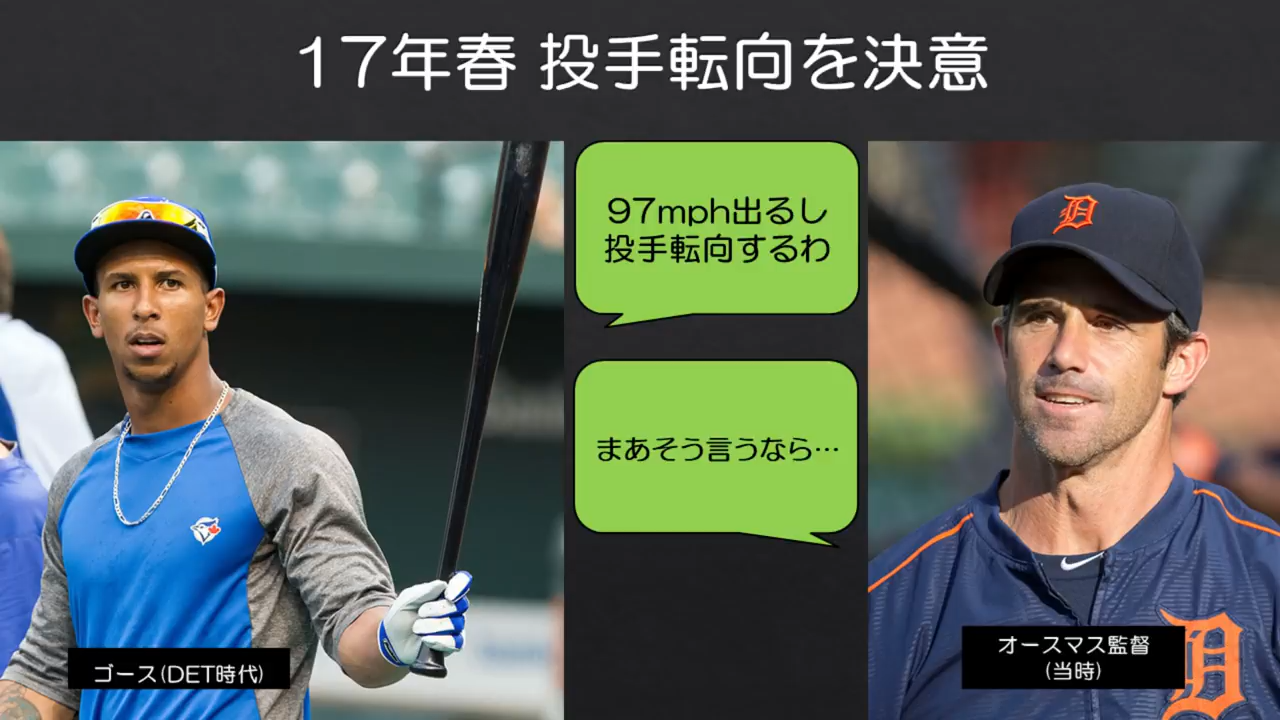 17年春 投手転向を決意
97mph出るし
投手転向するわ
まあそう言うなら…
ゴース(DET時代)
オースマス監督
(当時)